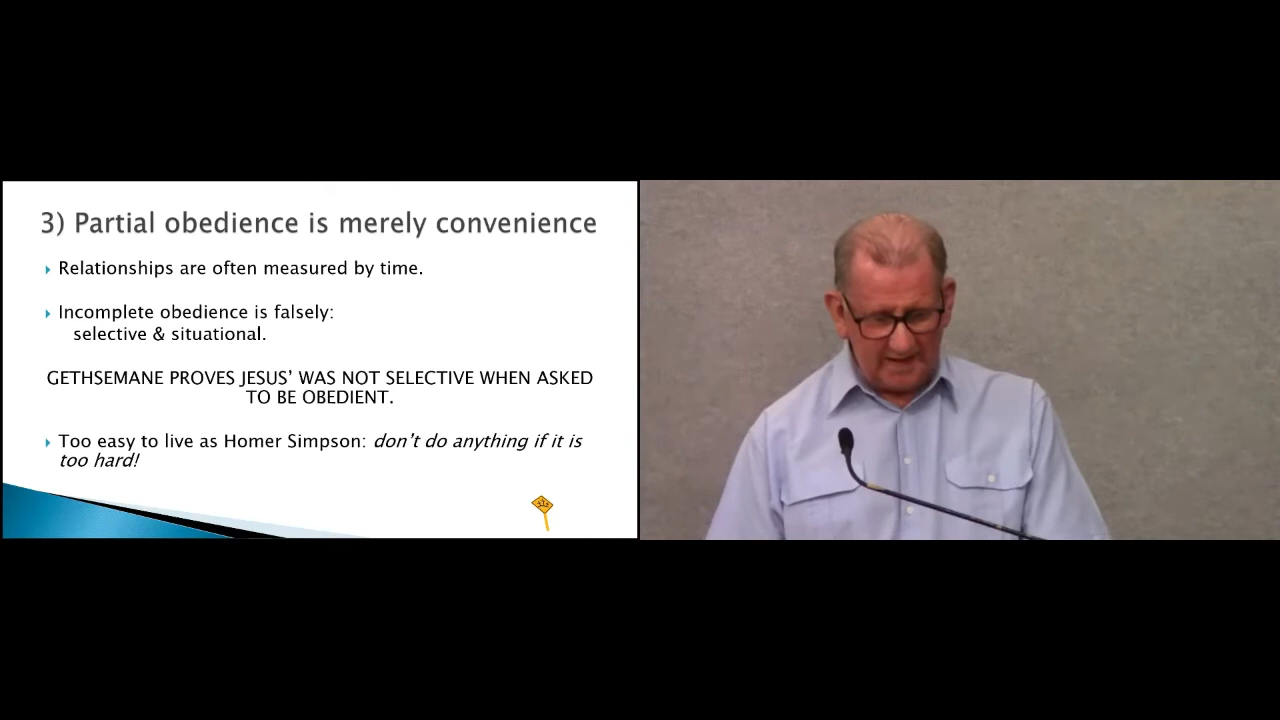 3) Partial obedience is merely convenience
Relationships are often measured by time.
Incomplete obedience is falsely:
selective & situational.
GETHSEMANE PROVES JESUS’ WAS NOT SELECTIVE WHEN ASKED
TO BE OBEDIENT.
Too easy to live as Homer Simpson: don’t do anything if it is
too hard!